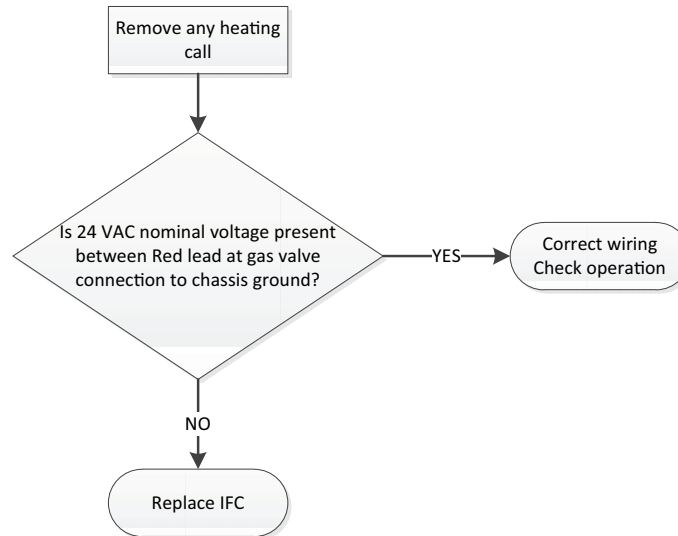 Remove any heating
call
Is 24 VAC nominal voltage present
between Red lead at gas valve
connection to chassis ground?
YES
Correct wiring
Check operation
NO
Replace IFC